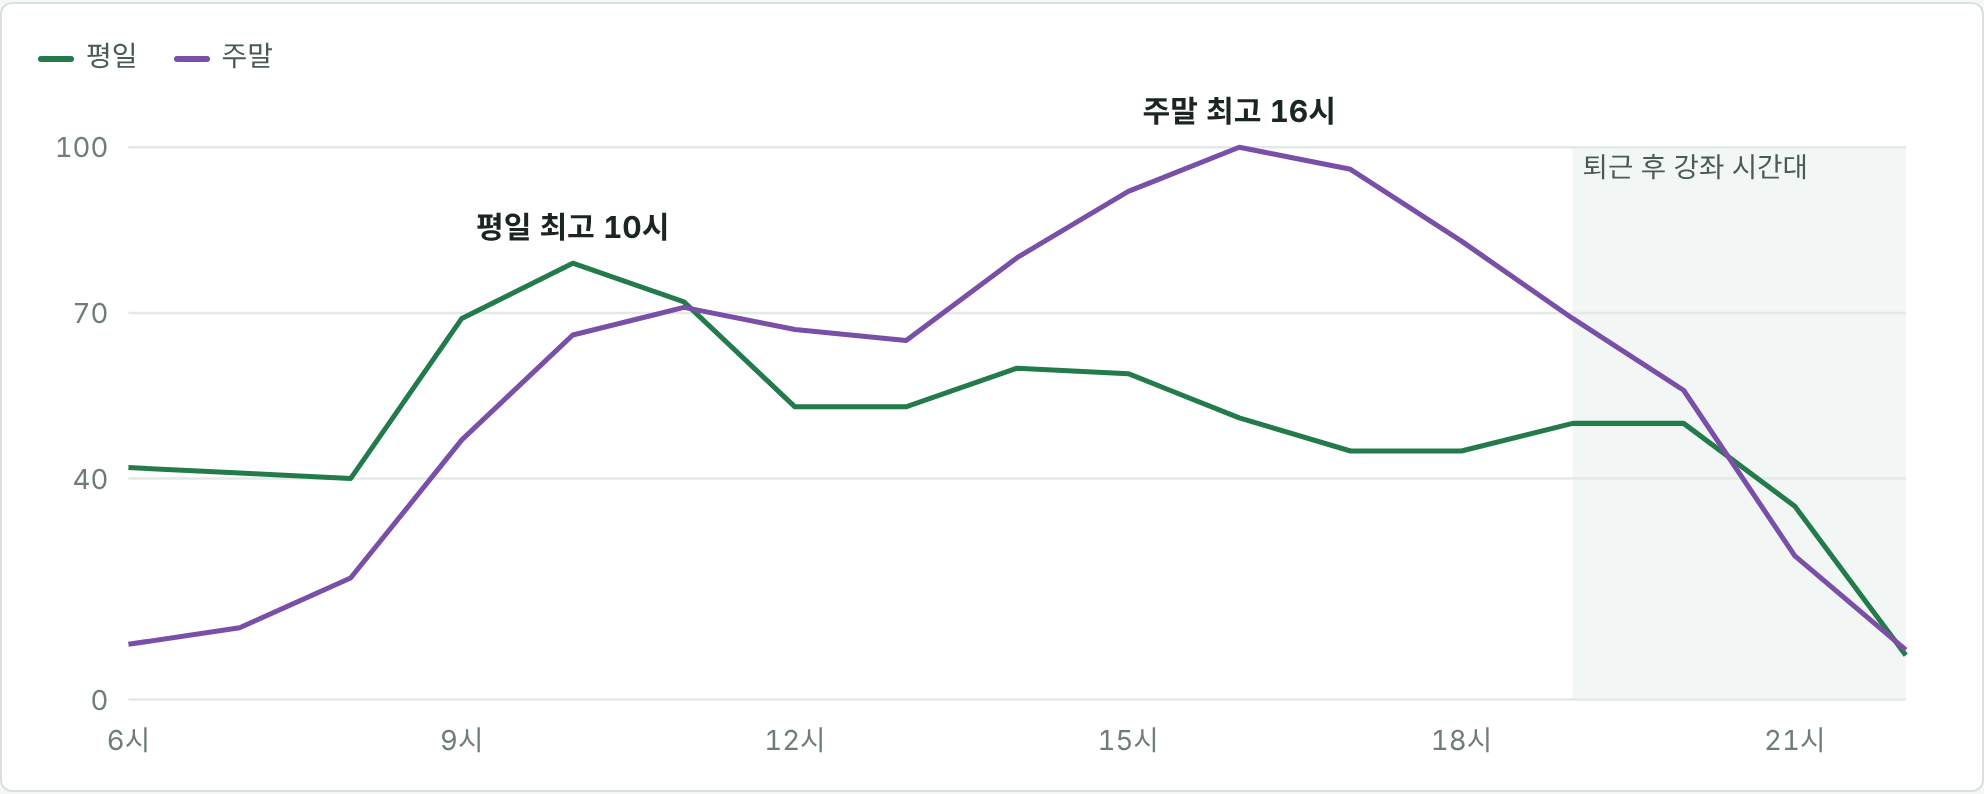 평일 주말
주말 최고 16시
100
퇴근 후 강좌 시간대
평일 최고 10시
70
40
0
6시 9시 12시 15시 18시 21시